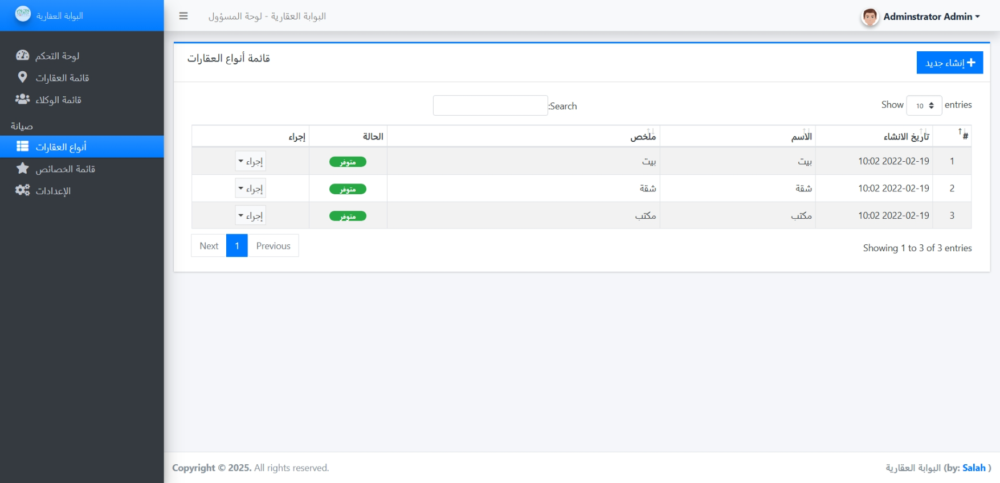 البوابة العقارية
البوابة العقارية - لوحة المسؤول
Adminstrator Admin
لوحة التحكم
قائمة العقارات
قائمة الوكلاء
صيانة
أنواع العقارات
قائمة الخصائص
الإعدادات
قائمة أنواع العقارات
إنشاء جديد
Show 10 entries
Search:
# تاريخ الانشاء الاسم ملخص الحالة إجراء
1 2022-02-19 10:02 بيت بيت متوفر إجراء
2 2022-02-19 10:02 شقة شقة متوفر إجراء
3 2022-02-19 10:02 مكتب مكتب متوفر إجراء
Showing 1 to 3 of 3 entries
Next 1 Previous
Copyright © 2025. All rights reserved.
البوابة العقارية (by: Salah )